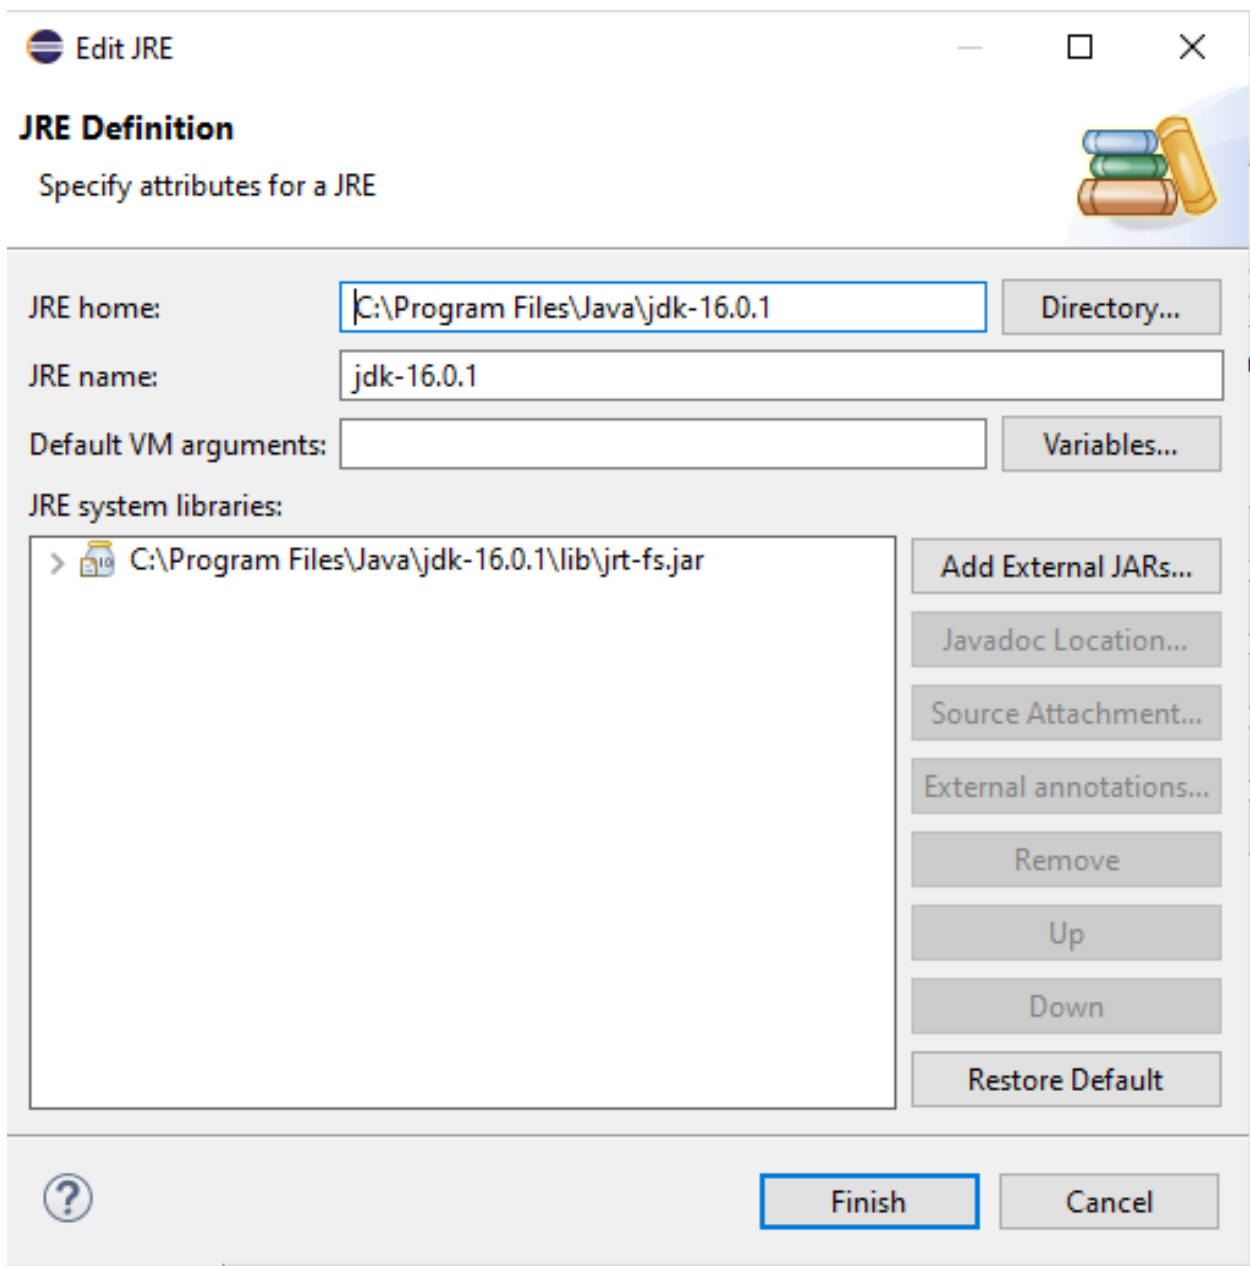 Edit JRE
JRE Definition
Specify attributes for a JRE
JRE home:
C:\Program Files\Java\jdk-16.0.1
Directory...
JRE name:
jdk-16.0.1
Default VM arguments:
Variables...
JRE system libraries:
C:\Program Files\Java\jdk-16.0.1\lib\jrt-fs.jar
Add External JARs...
Javadoc Location...
Source Attachment...
External annotations...
Remove
Up
Down
Restore Default
?
Finish
Cancel